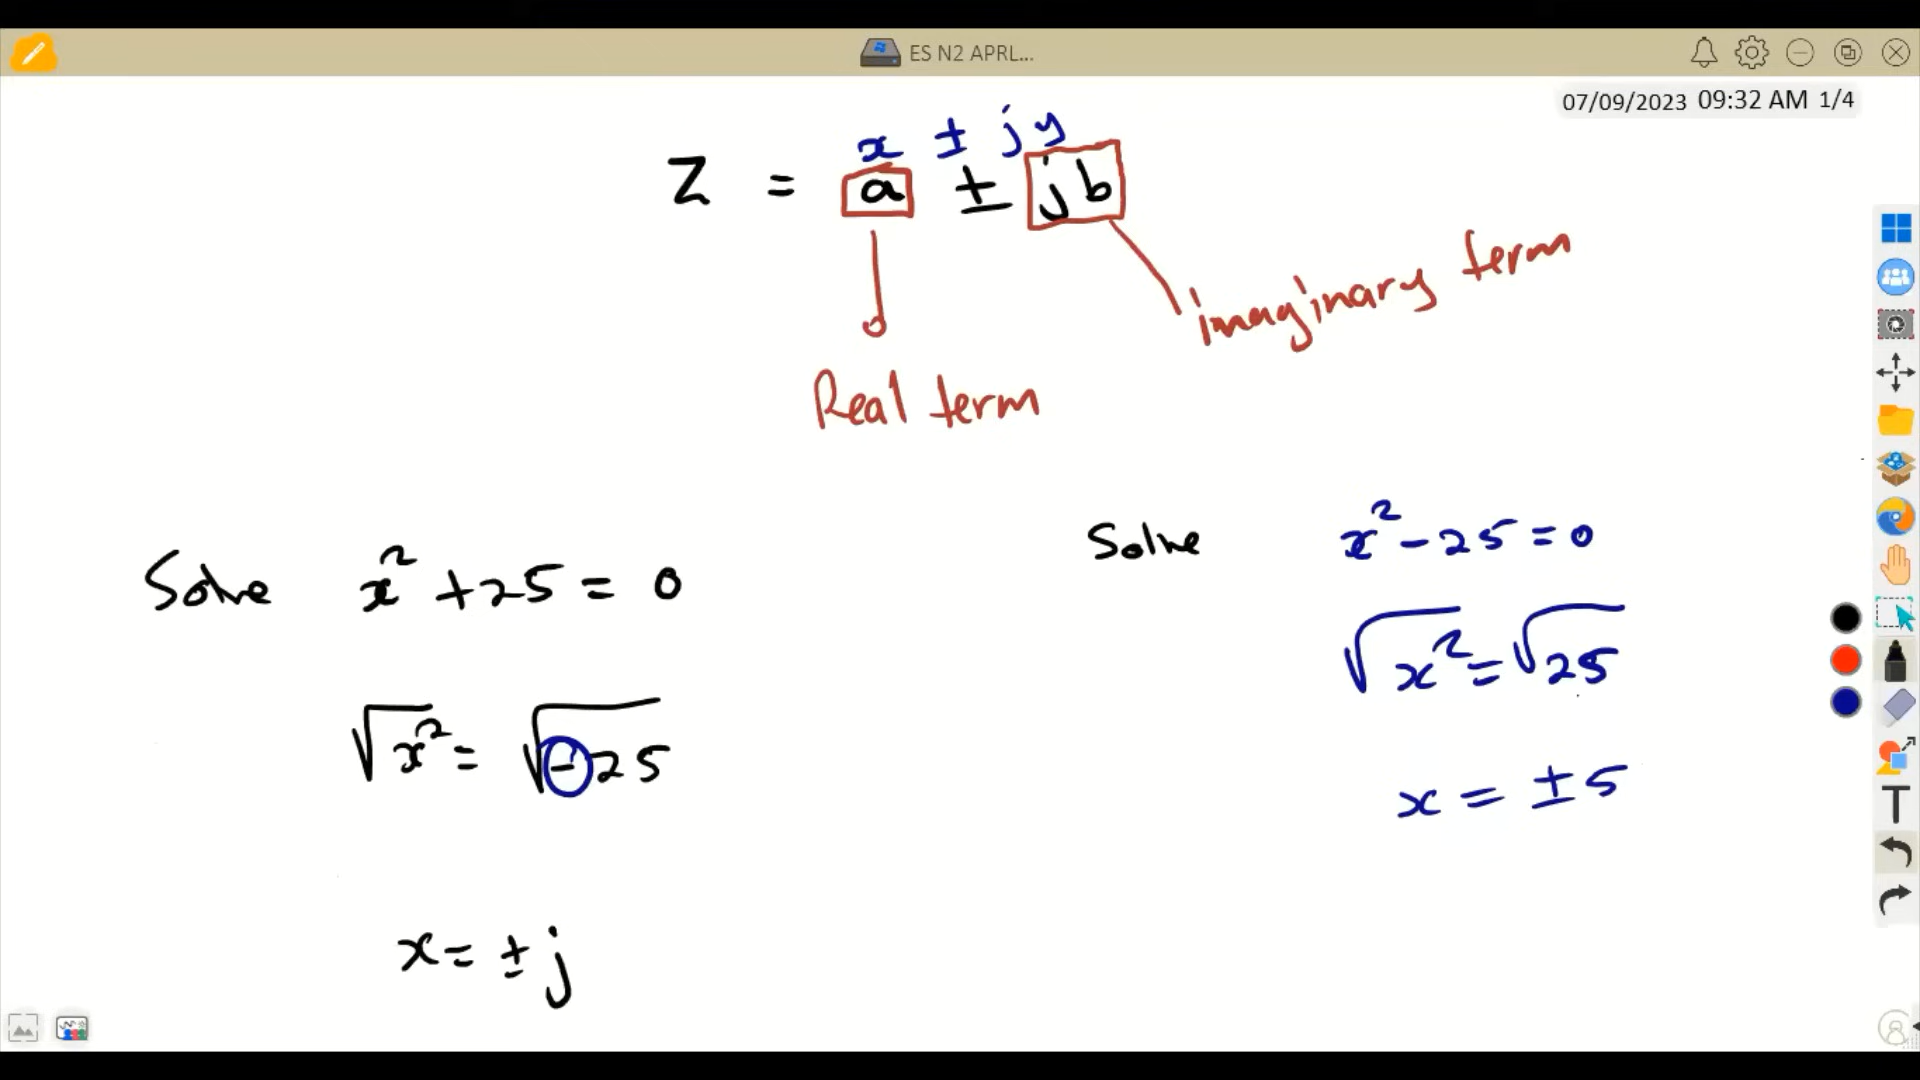 ES N2 APRL...
07/09/2023 09:32 AM 1/4
x ± jy
Z = a ± jb
imaginary term
Real term
Solve x² + 25 = 0
√x² = √-25
x = ± j
Solve x² - 25 = 0
√x² = √25
x = ± 5
T